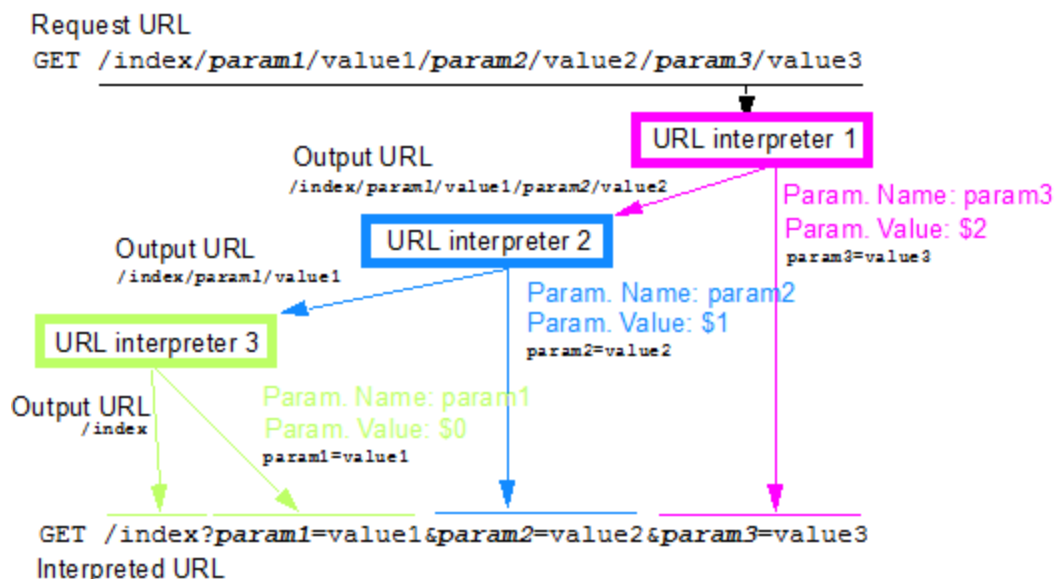 Request URL
GET /index/param1/value1/param2/value2/param3/value3
URL interpreter 1
Output URL
/index/param1/value1/param2/value2
Param. Name: param3
Param. Value: $2
param3=value3
URL interpreter 2
Output URL
/index/param1/value1
Param. Name: param2
Param. Value: $1
param2=value2
URL interpreter 3
Output URL
/index
Param. Name: param1
Param. Value: $0
param1=value1
GET /index?param1=value1&param2=value2&param3=value3
Interpreted URL